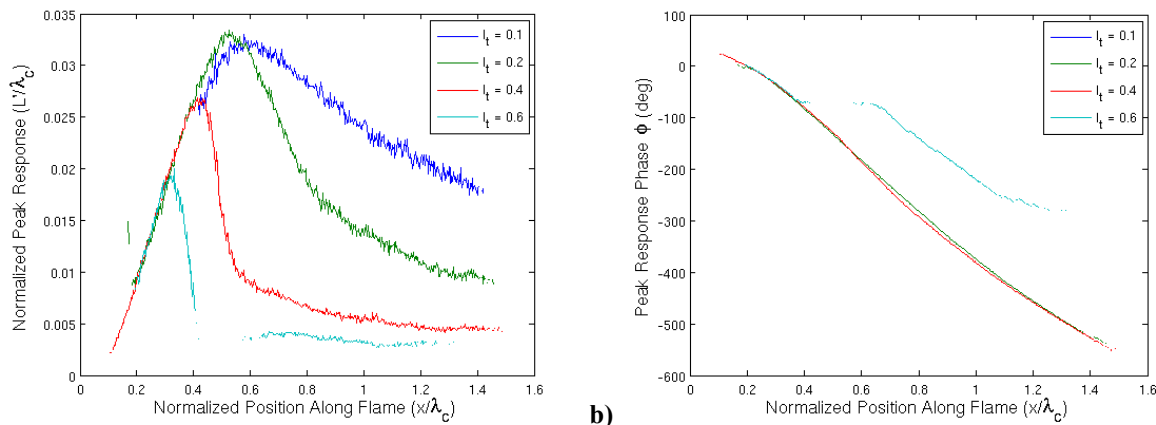 0.035
0.03
0.025
0.02
0.015
0.01
0.005
0
Normalized Peak Response (L'/λc)
0 0.2 0.4 0.6 0.8 1 1.2 1.4 1.6
Normalized Position Along Flame (x/λc)
lt = 0.1
lt = 0.2
lt = 0.4
lt = 0.6
b)
100
0
-100
-200
-300
-400
-500
-600
Peak Response Phase ϕ (deg)
0 0.2 0.4 0.6 0.8 1 1.2 1.4 1.6
Normalized Position Along Flame (x/λc)
lt = 0.1
lt = 0.2
lt = 0.4
lt = 0.6